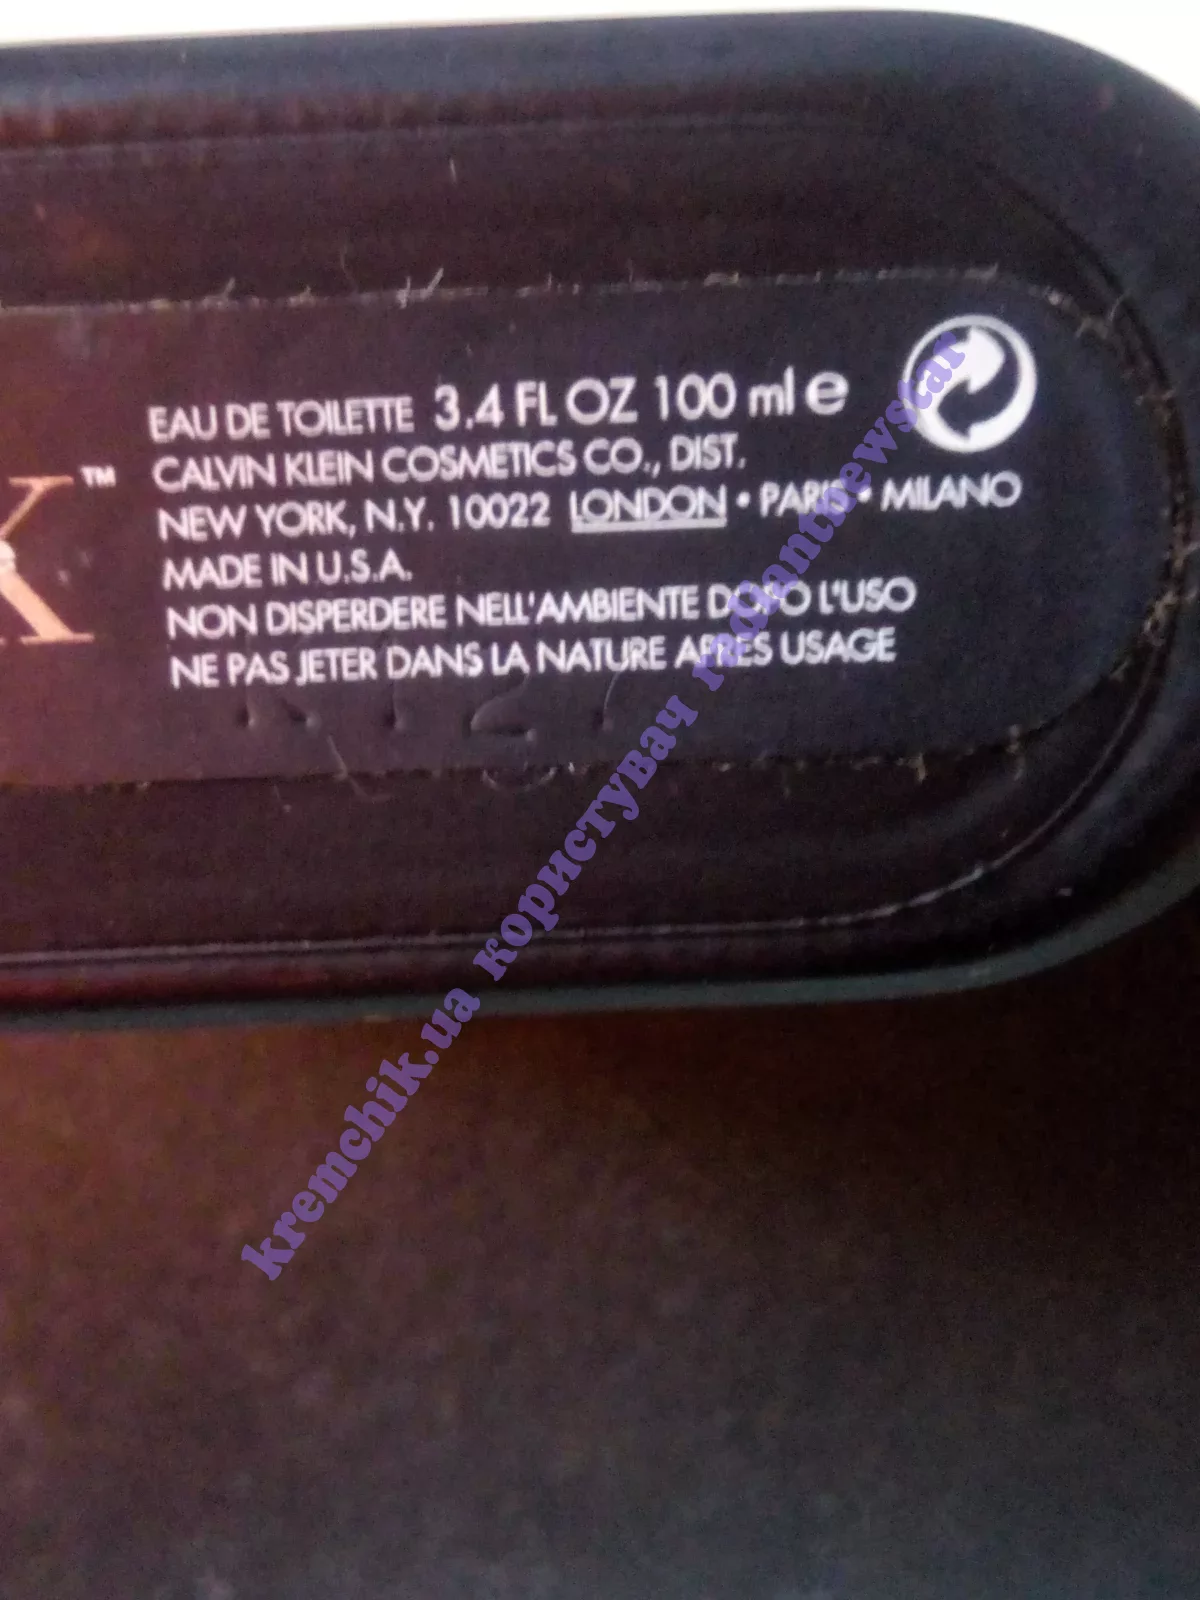 K™
EAU DE TOILETTE 3.4 FL OZ 100 ml e
CALVIN KLEIN COSMETICS CO., DIST.
NEW YORK, N.Y. 10022 LONDON • PARIS • MILANO
MADE IN U.S.A.
NON DISPERDERE NELL'AMBIENTE DOPO L'USO
NE PAS JETER DANS LA NATURE APRES USAGE
kremchik.ua користувач radiantnewstar